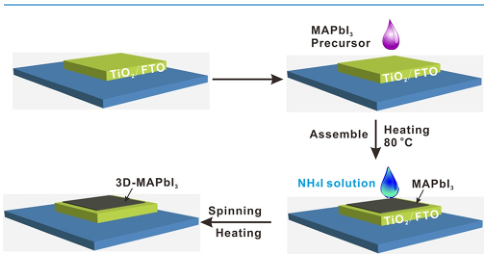 MAPbI₃
Precursor
TiO₂/FTO
TiO₂/FTO
Assemble
Heating
80 °C
NH₄I solution
MAPbI₃
TiO₂/FTO
3D-MAPbI₃
Spinning
Heating